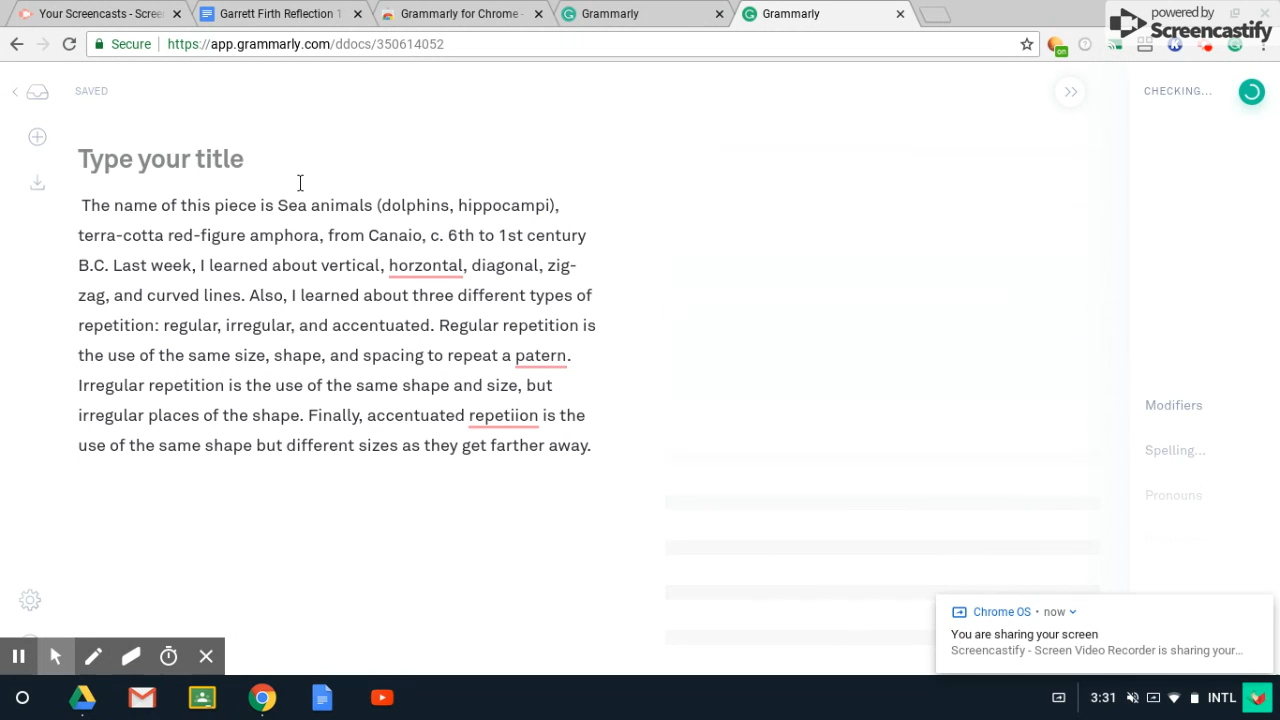 Your Screencasts - Screen
Garrett Firth Reflection 1
Grammarly for Chrome -
Grammarly
Grammarly
powered by
Screencastify
Secure
https://app.grammarly.com/ddocs/350614052
on
SAVED
CHECKING...
Type your title
The name of this piece is Sea animals (dolphins, hippocampi),
terra-cotta red-figure amphora, from Canaio, c. 6th to 1st century
B.C. Last week, I learned about vertical, horzontal, diagonal, zig-
zag, and curved lines. Also, I learned about three different types of
repetition: regular, irregular, and accentuated. Regular repetition is
the use of the same size, shape, and spacing to repeat a patern.
Irregular repetition is the use of the same shape and size, but
irregular places of the shape. Finally, accentuated repetiion is the
use of the same shape but different sizes as they get farther away.
Modifiers
Spelling...
Pronouns
Chrome OS • now
You are sharing your screen
Screencastify - Screen Video Recorder is sharing your...
3:31
INTL